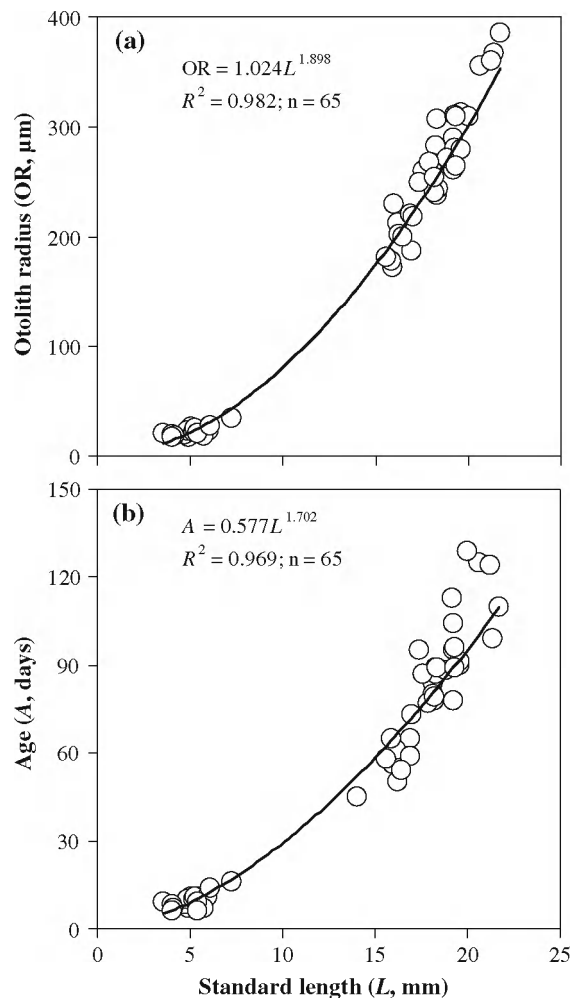 (a)
OR = 1.024L^1.898
R^2 = 0.982; n = 65
Otolith radius (OR, µm)
400
300
200
100
0
(b)
A = 0.577L^1.702
R^2 = 0.969; n = 65
Age (A, days)
150
120
90
60
30
0
0 5 10 15 20 25
Standard length (L, mm)